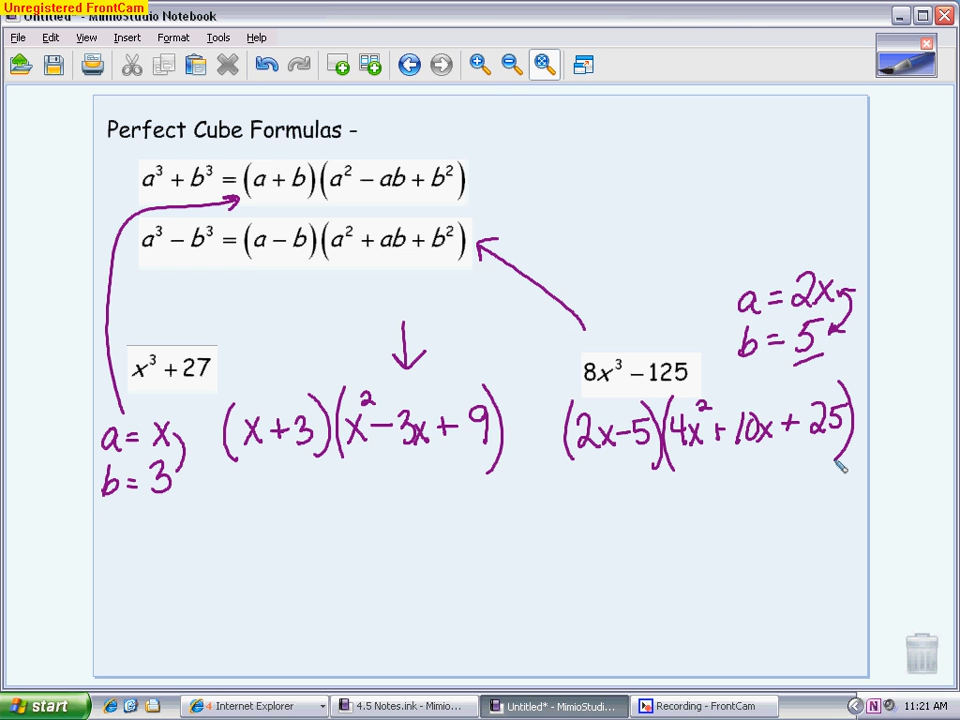 Unregistered FrontCam
Untitled* - MimioStudio Notebook
File Edit View Insert Format Tools Help
Perfect Cube Formulas -
a³ + b³ = (a + b)(a² − ab + b²)
a³ − b³ = (a − b)(a² + ab + b²)
a = 2x
b = 5
x³ + 27
8x³ − 125
a = x
b = 3
(x + 3)(x² − 3x + 9)
(2x − 5)(4x² + 10x + 25)
start
4 Internet Explorer
4.5 Notes.ink - Mimio...
Untitled* - MimioStudi...
Recording - FrontCam
11:21 AM